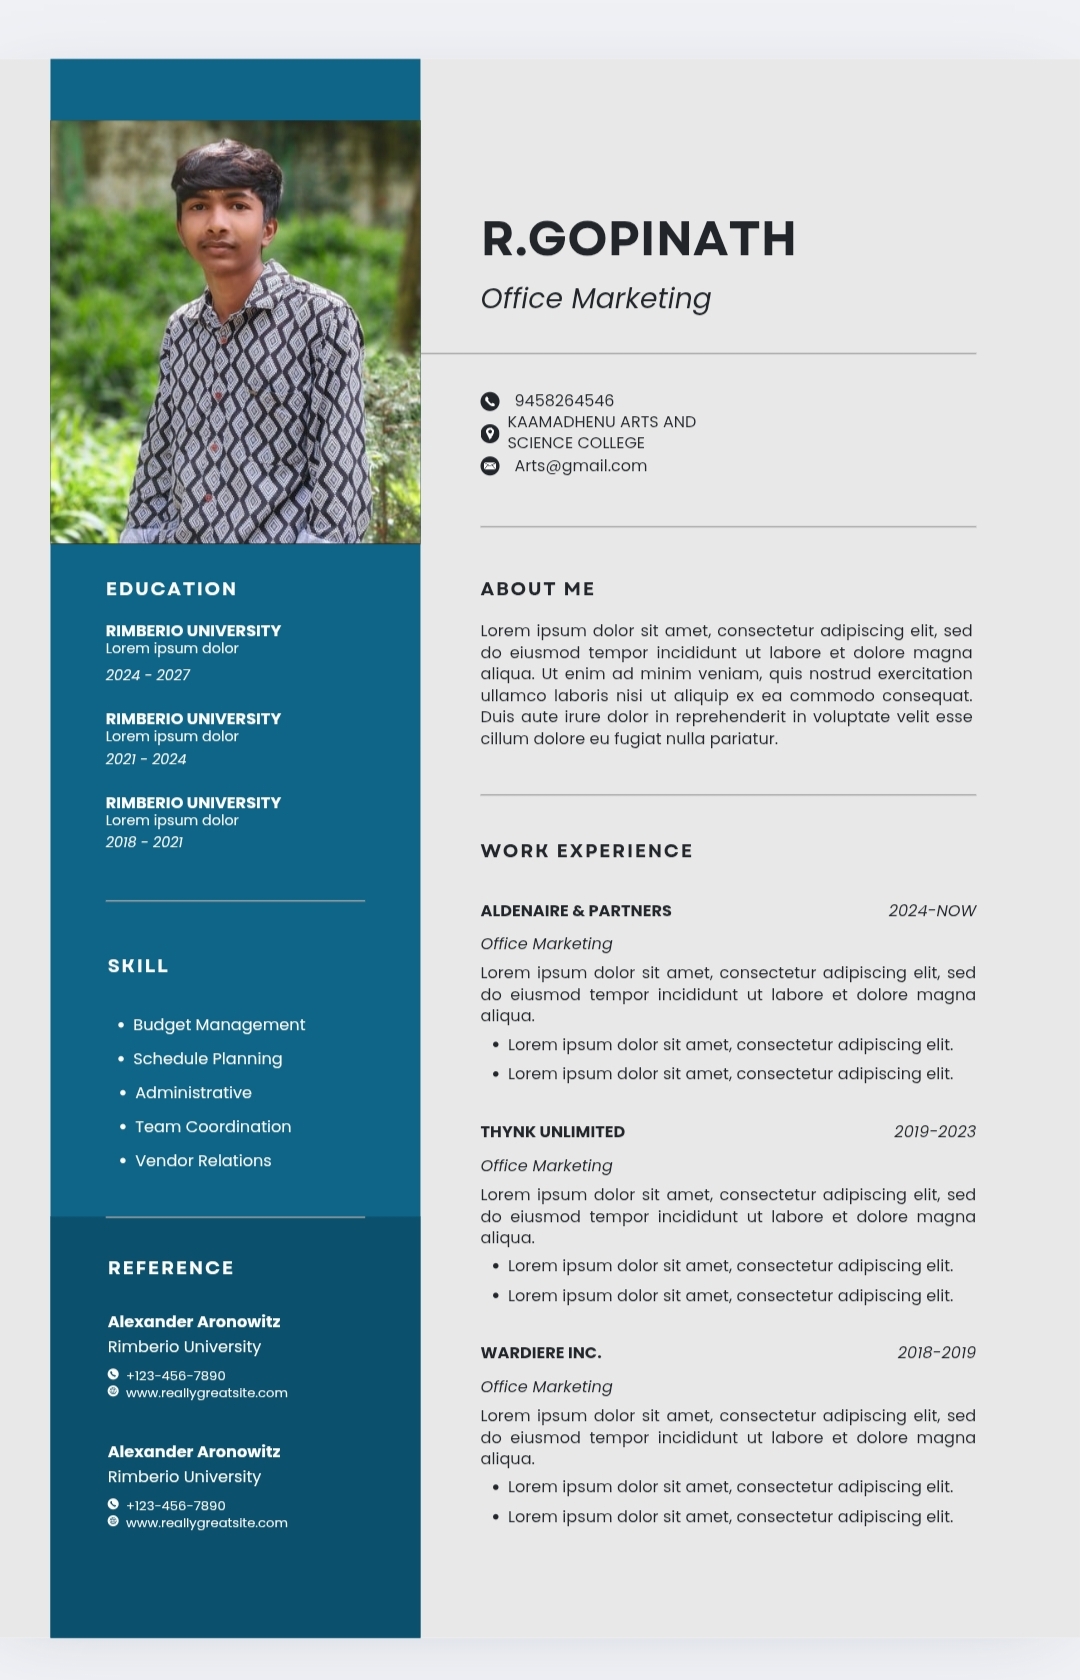 R.GOPINATH
Office Marketing
9458264546
KAAMADHENU ARTS AND
SCIENCE COLLEGE
Arts@gmail.com
EDUCATION
RIMBERIO UNIVERSITY
Lorem ipsum dolor
2024 - 2027
RIMBERIO UNIVERSITY
Lorem ipsum dolor
2021 - 2024
RIMBERIO UNIVERSITY
Lorem ipsum dolor
2018 - 2021
SKILL
• Budget Management
• Schedule Planning
• Administrative
• Team Coordination
• Vendor Relations
REFERENCE
Alexander Aronowitz
Rimberio University
+123-456-7890
www.reallygreatsite.com
Alexander Aronowitz
Rimberio University
+123-456-7890
www.reallygreatsite.com
ABOUT ME
Lorem ipsum dolor sit amet, consectetur adipiscing elit, sed
do eiusmod tempor incididunt ut labore et dolore magna
aliqua. Ut enim ad minim veniam, quis nostrud exercitation
ullamco laboris nisi ut aliquip ex ea commodo consequat.
Duis aute irure dolor in reprehenderit in voluptate velit esse
cillum dolore eu fugiat nulla pariatur.
WORK EXPERIENCE
ALDENAIRE & PARTNERS 2024-NOW
Office Marketing
Lorem ipsum dolor sit amet, consectetur adipiscing elit, sed
do eiusmod tempor incididunt ut labore et dolore magna
aliqua.
• Lorem ipsum dolor sit amet, consectetur adipiscing elit.
• Lorem ipsum dolor sit amet, consectetur adipiscing elit.
THYNK UNLIMITED 2019-2023
Office Marketing
Lorem ipsum dolor sit amet, consectetur adipiscing elit, sed
do eiusmod tempor incididunt ut labore et dolore magna
aliqua.
• Lorem ipsum dolor sit amet, consectetur adipiscing elit.
• Lorem ipsum dolor sit amet, consectetur adipiscing elit.
WARDIERE INC. 2018-2019
Office Marketing
Lorem ipsum dolor sit amet, consectetur adipiscing elit, sed
do eiusmod tempor incididunt ut labore et dolore magna
aliqua.
• Lorem ipsum dolor sit amet, consectetur adipiscing elit.
• Lorem ipsum dolor sit amet, consectetur adipiscing elit.